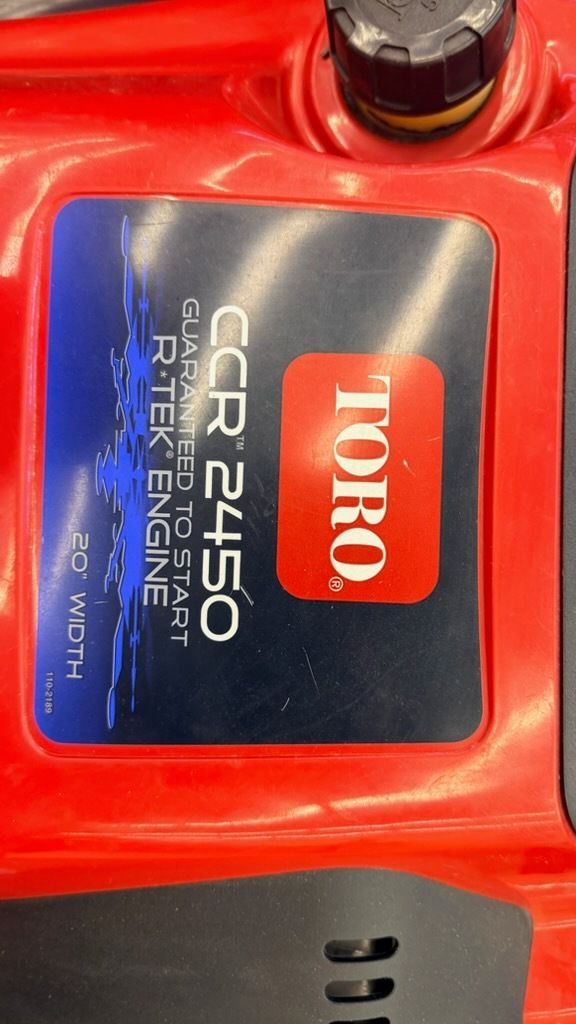 TORO®
CCR™ 2450
GUARANTEED TO START
R*TEK® ENGINE
20" WIDTH
110-2189